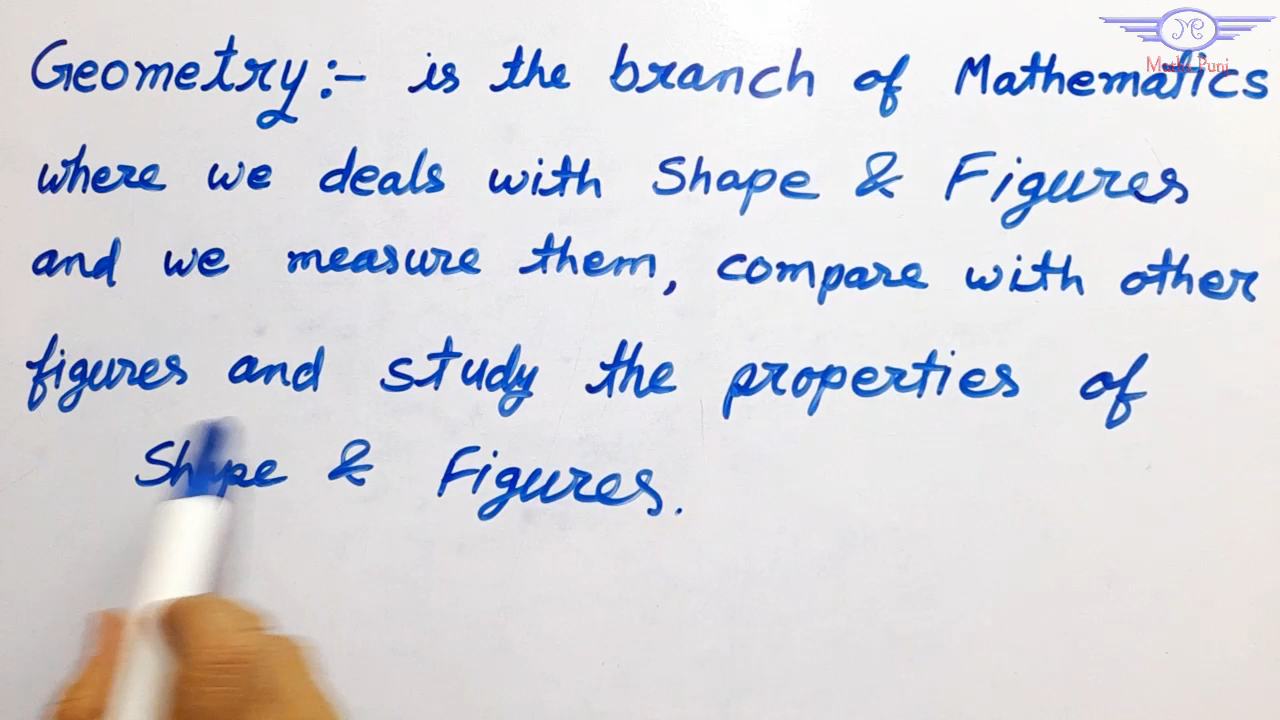 Geometry:- is the branch of Mathematics
where we deals with Shape & Figures
and we measure them, compare with other
figures and study the properties of
Shape & Figures.